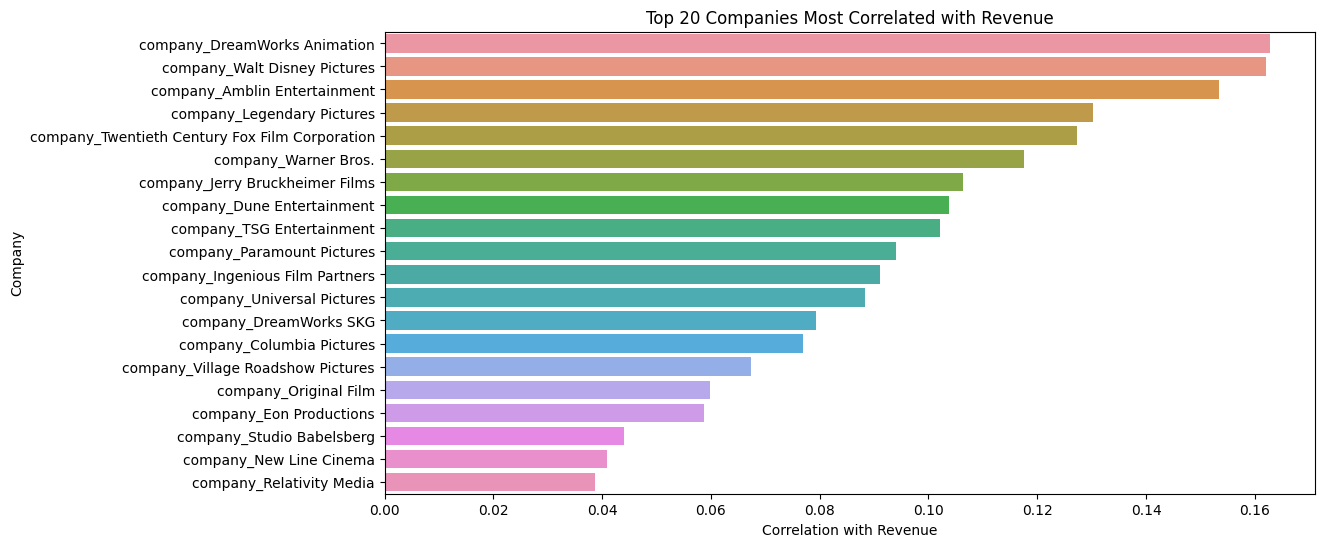 Top 20 Companies Most Correlated with Revenue
company_DreamWorks Animation
company_Walt Disney Pictures
company_Amblin Entertainment
company_Legendary Pictures
company_Twentieth Century Fox Film Corporation
company_Warner Bros.
company_Jerry Bruckheimer Films
company_Dune Entertainment
company_TSG Entertainment
company_Paramount Pictures
company_Ingenious Film Partners
company_Universal Pictures
company_DreamWorks SKG
company_Columbia Pictures
company_Village Roadshow Pictures
company_Original Film
company_Eon Productions
company_Studio Babelsberg
company_New Line Cinema
company_Relativity Media
Company
0.00 0.02 0.04 0.06 0.08 0.10 0.12 0.14 0.16
Correlation with Revenue